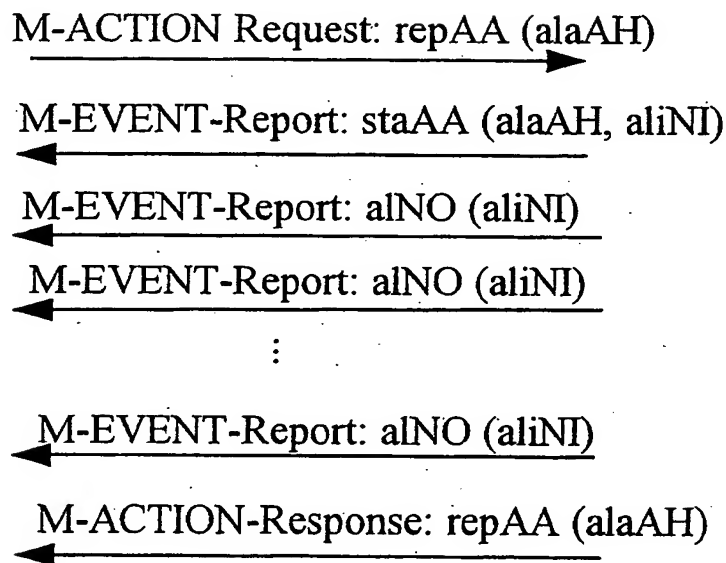 M-ACTION Request: repAA (alaAH)
M-EVENT-Report: staAA (alaAH, aliNI)
M-EVENT-Report: alNO (aliNI)
M-EVENT-Report: alNO (aliNI)
⋮
M-EVENT-Report: alNO (aliNI)
M-ACTION-Response: repAA (alaAH)